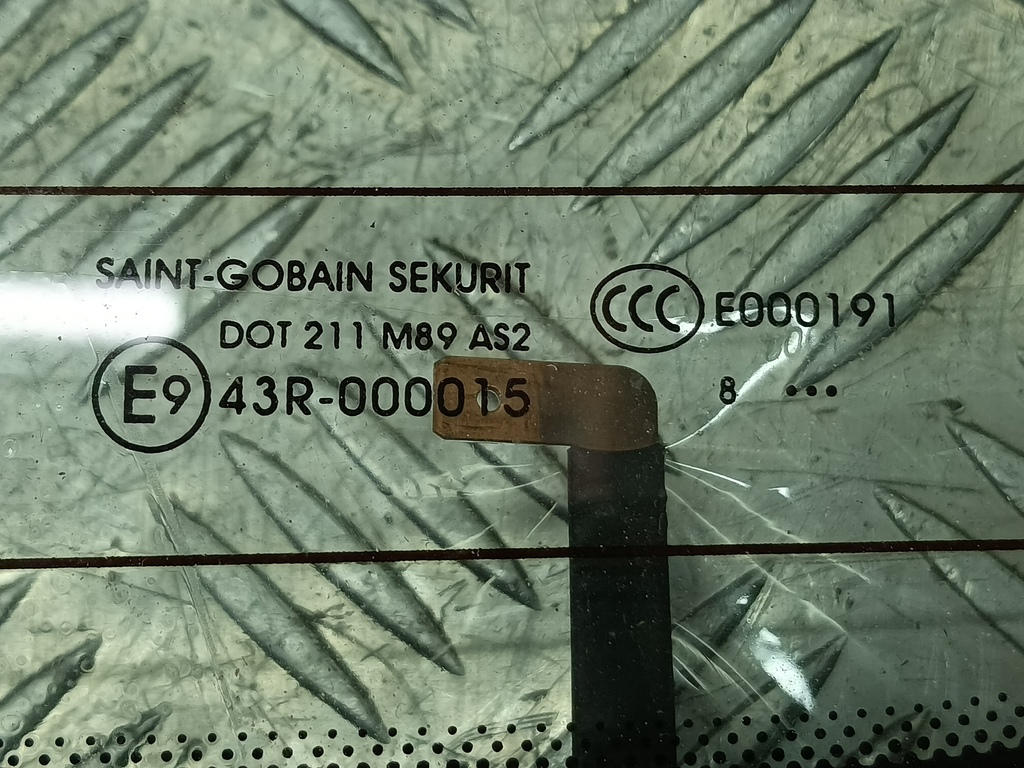 SAINT-GOBAIN SEKURIT
DOT 211 M89 AS2
E9 43R-000015
CCC E000191
8 •••